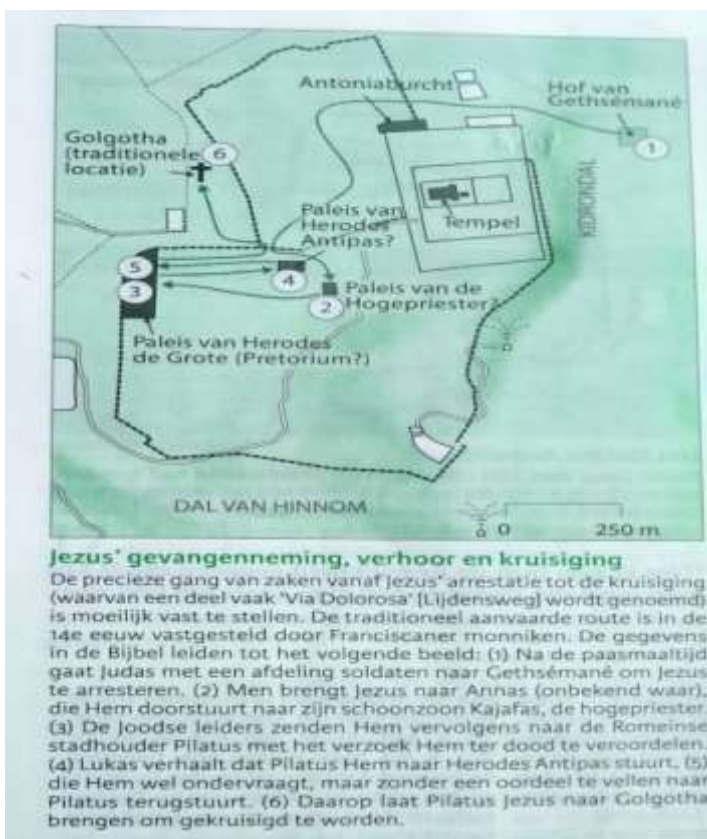 Antoniaburcht
Hof van
Gethsémané
1
Golgotha
(traditionele
locatie)
6
KIDRONDAL
Paleis van
Herodes
Antipas?
Tempel
5
3
4
2
Paleis van de
Hogepriester?
Paleis van Herodes
de Grote (Pretorium?)
DAL VAN HINNOM
0 250 m
Jezus' gevangenneming, verhoor en kruisiging
De precieze gang van zaken vanaf Jezus' arrestatie tot de kruisiging
(waarvan een deel vaak 'Via Dolorosa' [Lijdensweg] wordt genoemd)
is moeilijk vast te stellen. De traditioneel aanvaarde route is in de
14e eeuw vastgesteld door Franciscaner monniken. De gegevens
in de Bijbel leiden tot het volgende beeld: (1) Na de paasmaaltijd
gaat Judas met een afdeling soldaten naar Gethsémané om Jezus
te arresteren. (2) Men brengt Jezus naar Annas (onbekend waar),
die Hem doorstuurt naar zijn schoonzoon Kajafas, de hogepriester.
(3) De Joodse leiders zenden Hem vervolgens naar de Romeinse
stadhouder Pilatus met het verzoek Hem ter dood te veroordelen.
(4) Lukas verhaalt dat Pilatus Hem naar Herodes Antipas stuurt, (5)
die Hem wel ondervraagt, maar zonder een oordeel te vellen naar
Pilatus terugstuurt. (6) Daarop laat Pilatus Jezus naar Golgotha
brengen om gekruisigd te worden.